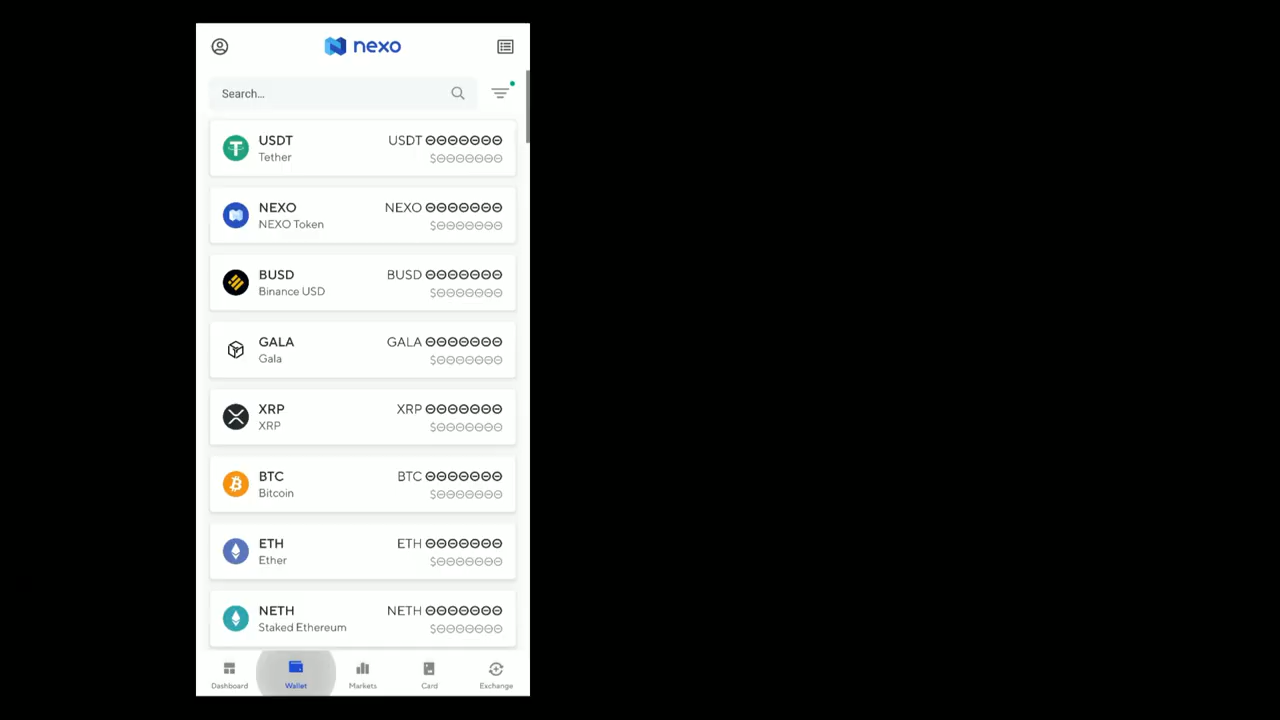 nexo
Search...
USDT USDT ⊖⊖⊖⊖⊖⊖⊖
Tether $⊖⊖⊖⊖⊖⊖⊖
NEXO NEXO ⊖⊖⊖⊖⊖⊖⊖
NEXO Token $⊖⊖⊖⊖⊖⊖⊖
BUSD BUSD ⊖⊖⊖⊖⊖⊖⊖
Binance USD $⊖⊖⊖⊖⊖⊖⊖
GALA GALA ⊖⊖⊖⊖⊖⊖⊖
Gala $⊖⊖⊖⊖⊖⊖⊖
XRP XRP ⊖⊖⊖⊖⊖⊖⊖
XRP $⊖⊖⊖⊖⊖⊖⊖
BTC BTC ⊖⊖⊖⊖⊖⊖⊖
Bitcoin $⊖⊖⊖⊖⊖⊖⊖
ETH ETH ⊖⊖⊖⊖⊖⊖⊖
Ether $⊖⊖⊖⊖⊖⊖⊖
NETH NETH ⊖⊖⊖⊖⊖⊖⊖
Staked Ethereum $⊖⊖⊖⊖⊖⊖⊖
Dashboard Wallet Markets Card Exchange